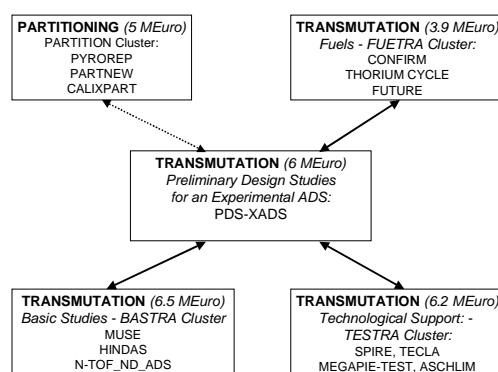 PARTITIONING (5 MEuro)
PARTITION Cluster:
PYROREP
PARTNEW
CALIXPART
TRANSMUTATION (3.9 MEuro)
Fuels - FUETRA Cluster:
CONFIRM
THORIUM CYCLE
FUTURE
TRANSMUTATION (6 MEuro)
Preliminary Design Studies
for an Experimental ADS:
PDS-XADS
TRANSMUTATION (6.5 MEuro)
Basic Studies - BASTRA Cluster
MUSE
HINDAS
N-TOF_ND_ADS
TRANSMUTATION (6.2 MEuro)
Technological Support: -
TESTRA Cluster:
SPIRE, TECLA
MEGAPIE-TEST, ASCHLIM